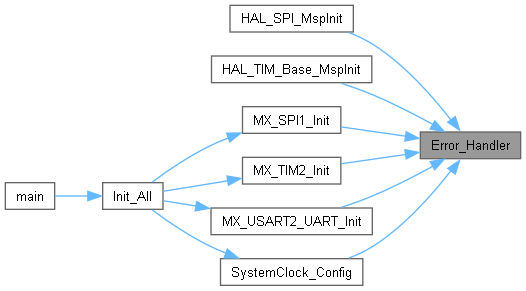 HAL_SPI_MspInit
HAL_TIM_Base_MspInit
MX_SPI1_Init
Error_Handler
MX_TIM2_Init
main
Init_All
MX_USART2_UART_Init
SystemClock_Config